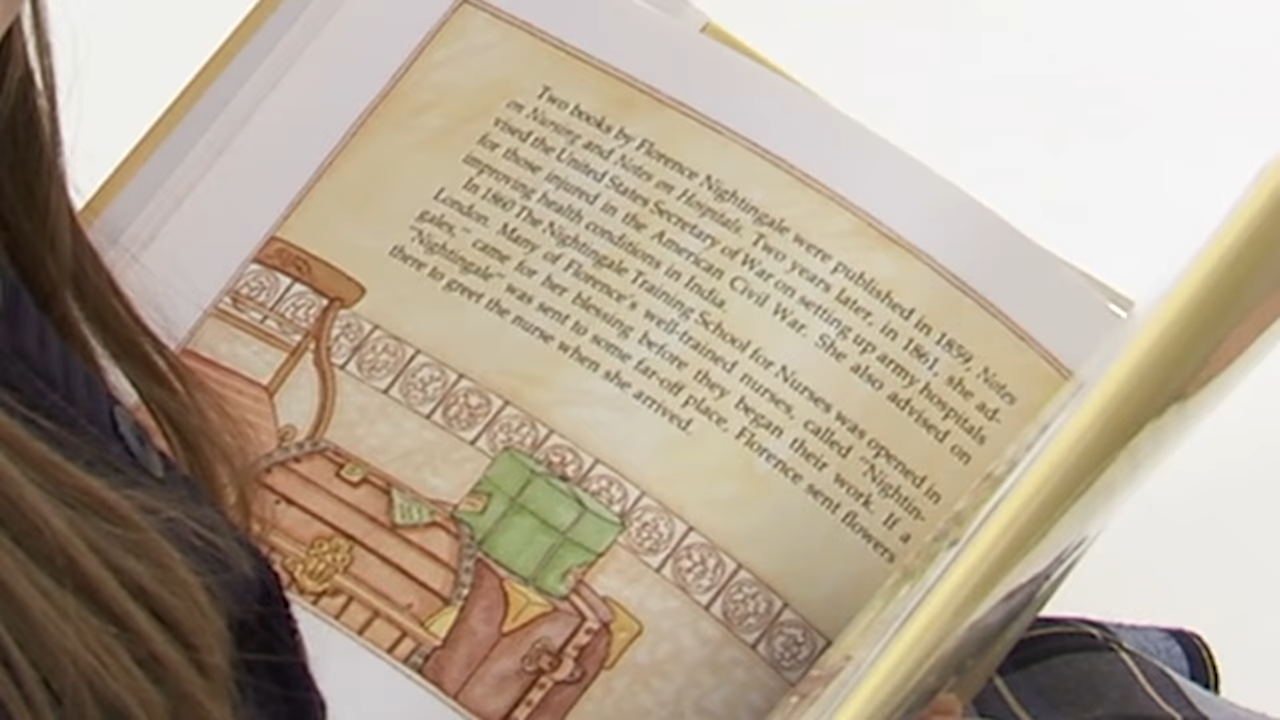 Two books by Florence Nightingale were published in 1859, Notes
on Nursing and Notes on Hospitals. Two years later, in 1861, she ad-
vised the United States Secretary of War on setting up army hospitals
for those injured in the American Civil War. She also advised on
improving health conditions in India.
In 1860 The Nightingale Training School for Nurses was opened in
London. Many of Florence's well-trained nurses, called "Nightin-
gales," came for her blessing before they began their work. If a
"Nightingale" was sent to some far-off place, Florence sent flowers
there to greet the nurse when she arrived.